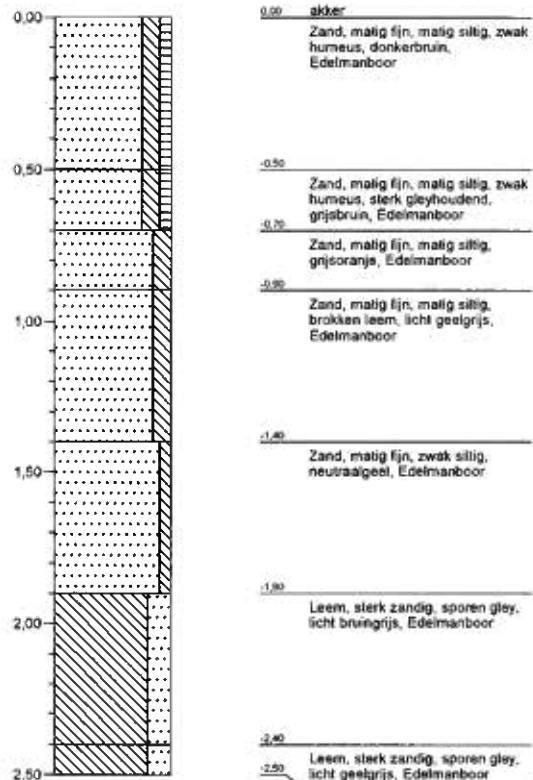 0,00
0,50
1,00
1,50
2,00
2,50
0,00 akker
Zand, matig fijn, matig siltig, zwak
humeus, donkerbruin,
Edelmanboor
-0,50
Zand, matig fijn, matig siltig, zwak
humeus, sterk gleyhoudend,
grijsbruin, Edelmanboor
-0,70
Zand, matig fijn, matig siltig,
grijsoranje, Edelmanboor
-0,90
Zand, matig fijn, matig siltig,
brokken leem, licht geelgrijs,
Edelmanboor
-1,40
Zand, matig fijn, zwak siltig,
neutraalgeel, Edelmanboor
-1,90
Leem, sterk zandig, sporen gley,
licht bruingrijs, Edelmanboor
-2,40
Leem, sterk zandig, sporen gley,
licht geelgrijs, Edelmanboor
-2,50